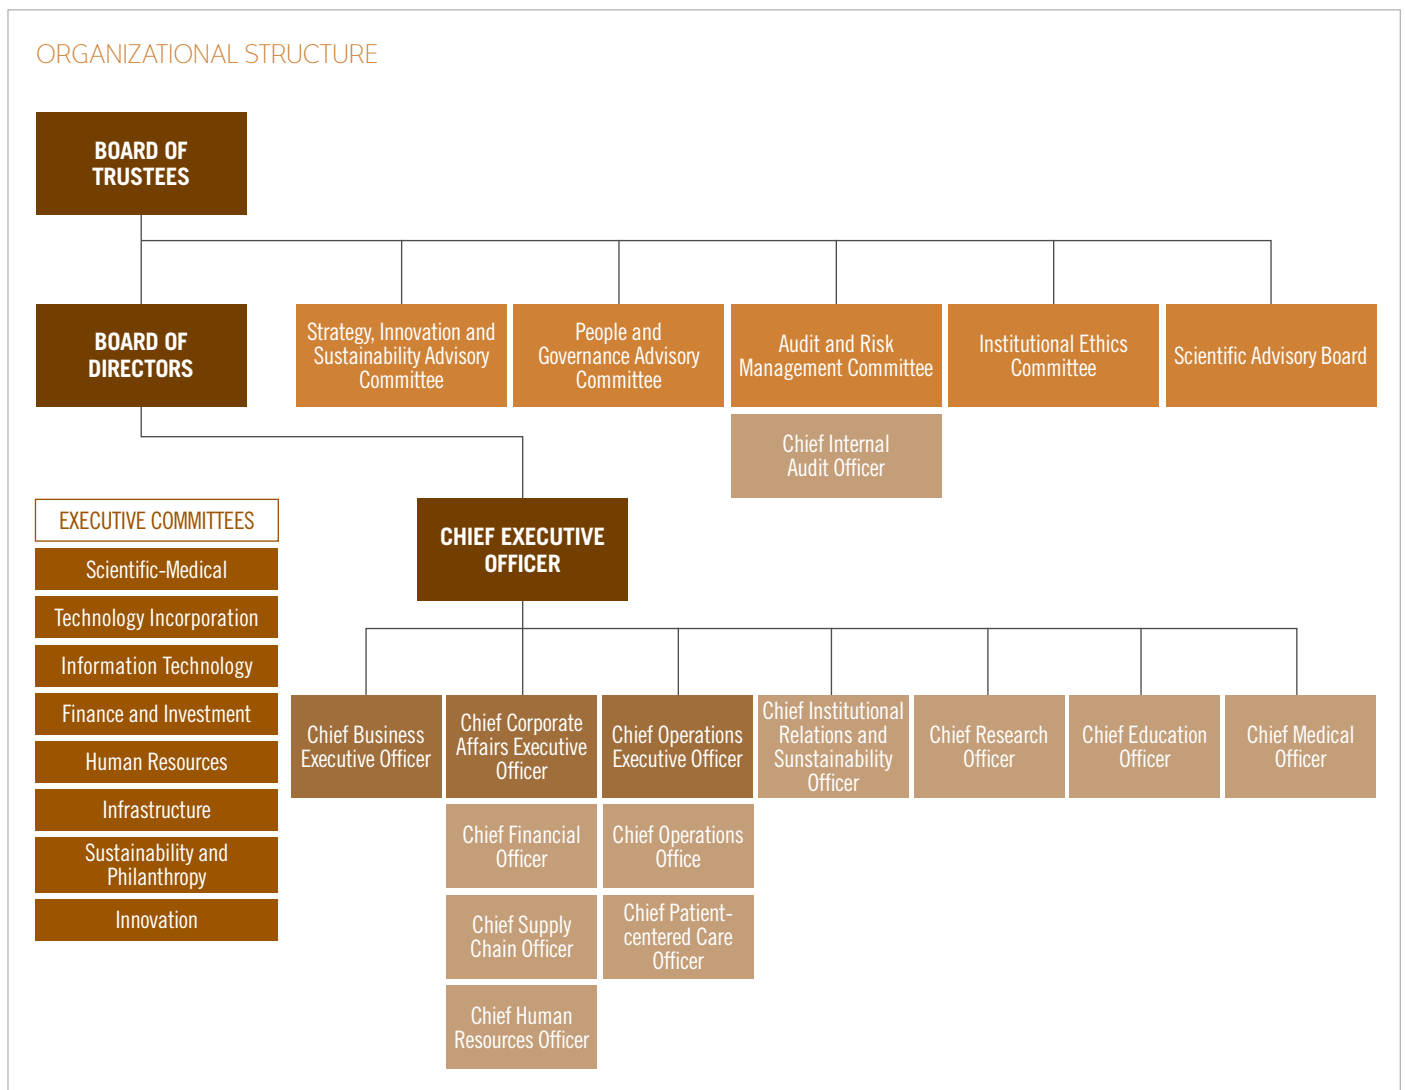 ORGANIZATIONAL STRUCTURE
BOARD OF
TRUSTEES
BOARD OF
DIRECTORS
Strategy, Innovation and
Sustainability Advisory
Committee
People and
Governance Advisory
Committee
Audit and Risk
Management Committee
Institutional Ethics
Committee
Scientific Advisory Board
Chief Internal
Audit Officer
CHIEF EXECUTIVE
OFFICER
EXECUTIVE COMMITTEES
Scientific-Medical
Technology Incorporation
Information Technology
Finance and Investment
Human Resources
Infrastructure
Sustainability and
Philanthropy
Innovation
Chief Business
Executive Officer
Chief Corporate
Affairs Executive
Officer
Chief Operations
Executive Officer
Chief Institutional
Relations and
Sunstainability
Officer
Chief Research
Officer
Chief Education
Officer
Chief Medical
Officer
Chief Financial
Officer
Chief Operations
Office
Chief Supply
Chain Officer
Chief Patient-
centered Care
Officer
Chief Human
Resources Officer